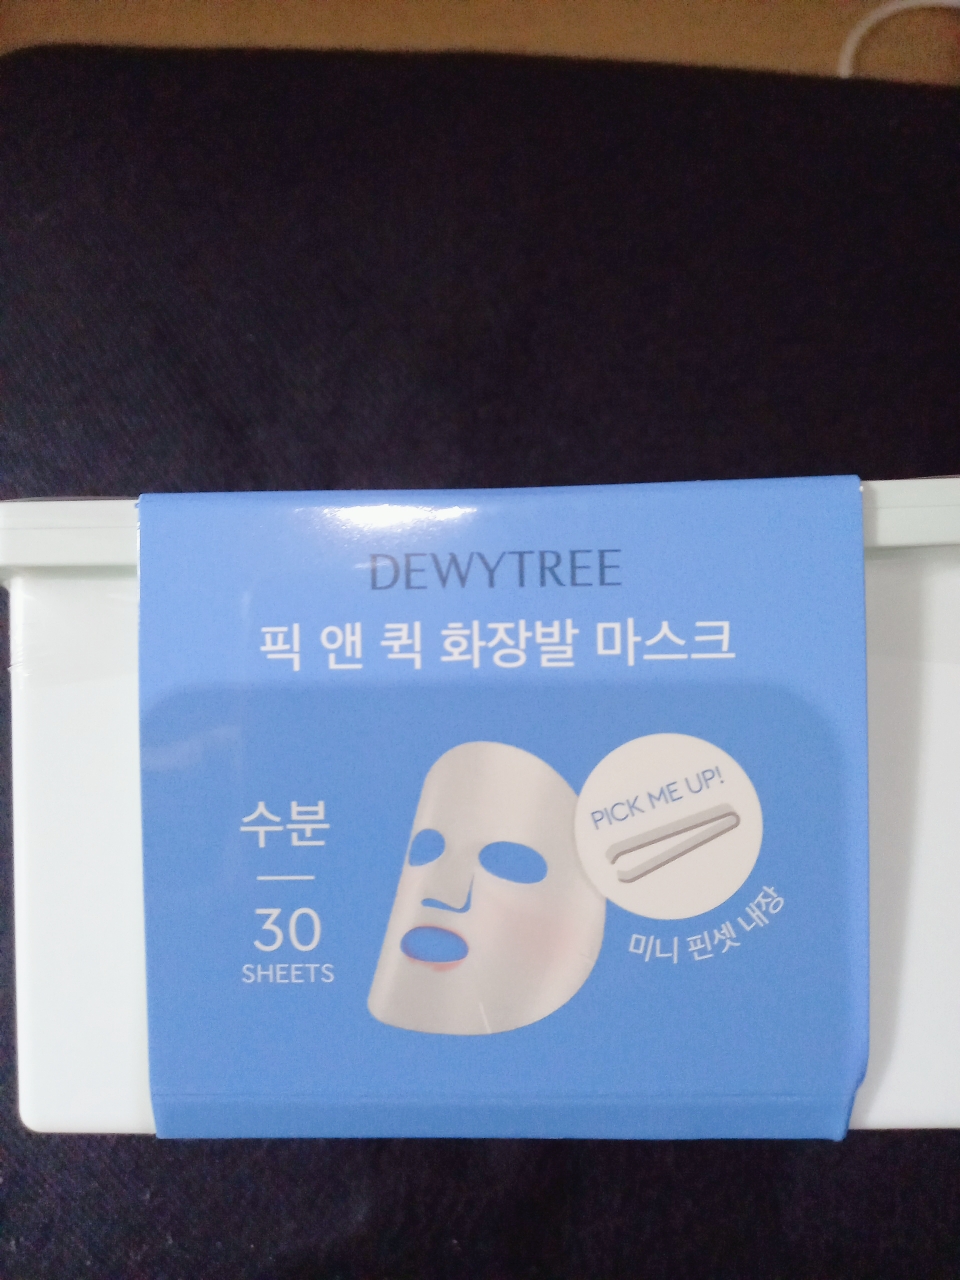 DEWYTREE
픽 앤 퀵 화장발 마스크
수분
30
SHEETS
PICK ME UP!
미니 핀셋 내장